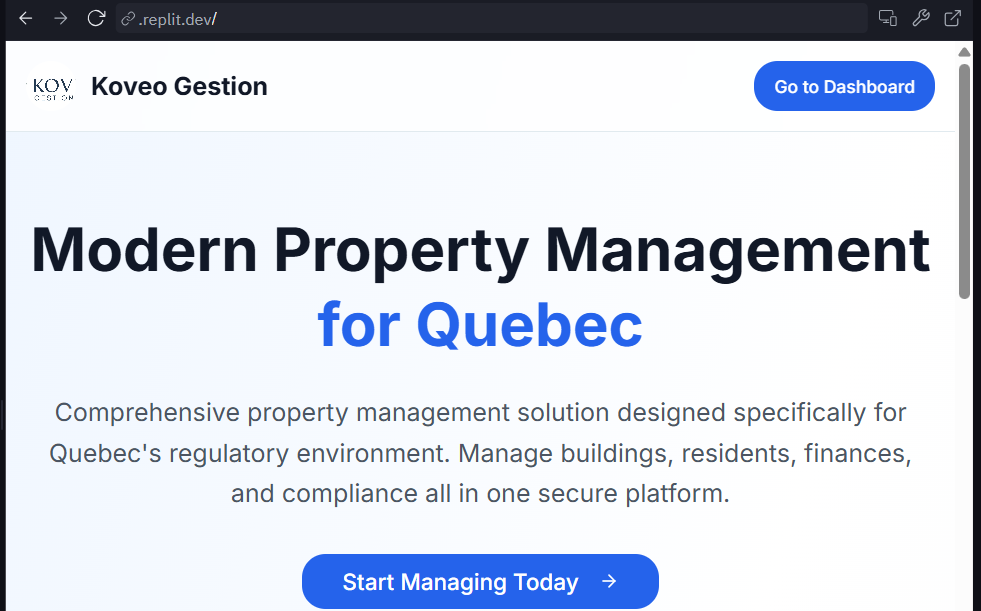 .replit.dev/
KOV
GESTION
Koveo Gestion
Go to Dashboard
Modern Property Management
for Quebec
Comprehensive property management solution designed specifically for
Quebec's regulatory environment. Manage buildings, residents, finances,
and compliance all in one secure platform.
Start Managing Today →